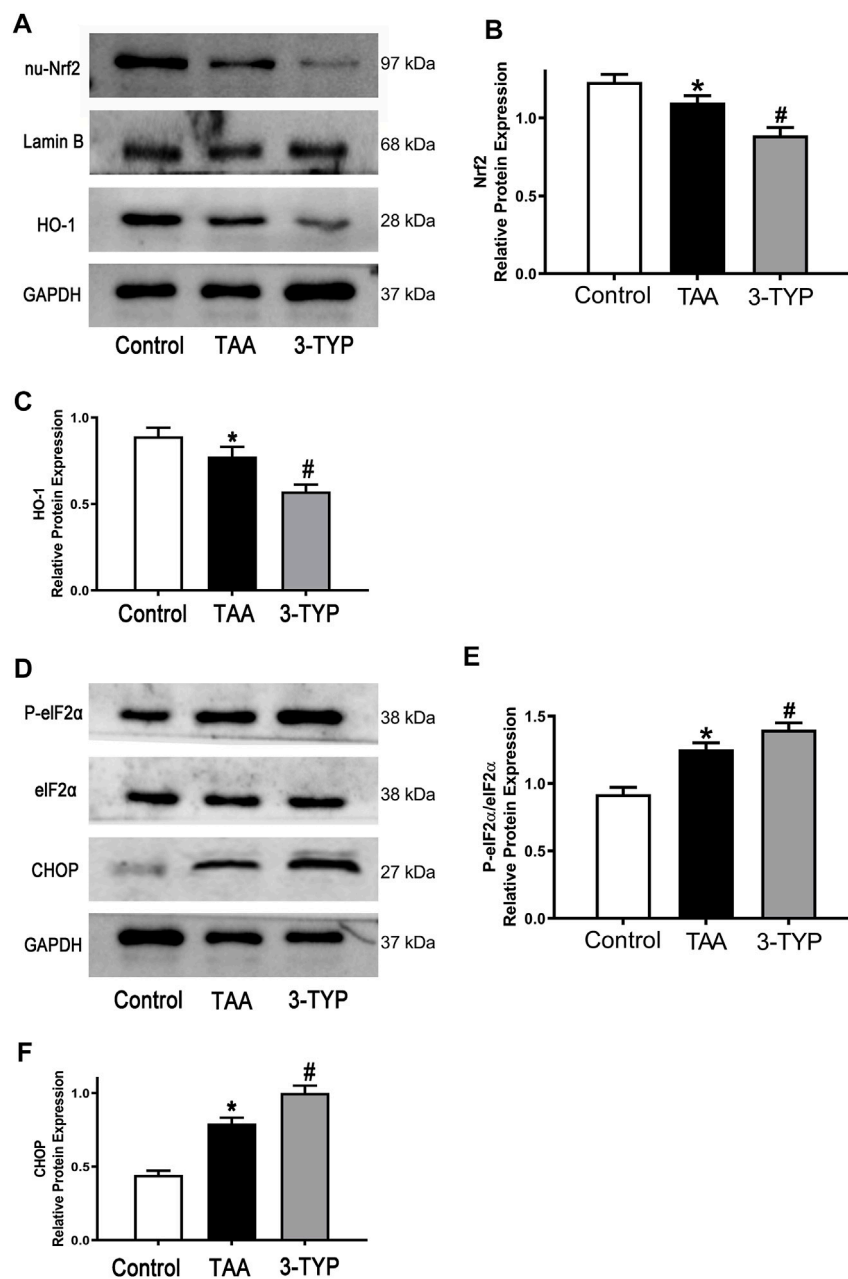 A
nu-Nrf2
97 kDa
Lamin B
68 kDa
HO-1
28 kDa
GAPDH
37 kDa
Control TAA 3-TYP
B
Nrf2
Relative Protein Expression
1.0
0.5
0.0
*
#
Control TAA 3-TYP
C
HO-1
Relative Protein Expression
1.0
0.5
0.0
*
#
Control TAA 3-TYP
D
P-eIF2α
38 kDa
eIF2α
38 kDa
CHOP
27 kDa
GAPDH
37 kDa
Control TAA 3-TYP
E
P-eIF2α/eIF2α
Relative Protein Expression
1.5
1.0
0.5
0.0
*
#
Control TAA 3-TYP
F
CHOP
Relative Protein Expression
1.0
0.5
0.0
*
#
Control TAA 3-TYP